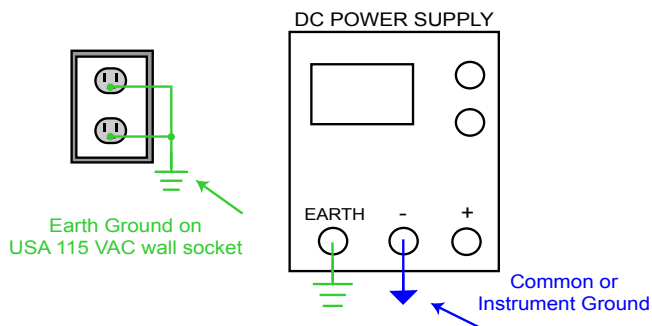 DC POWER SUPPLY
EARTH - +
Earth Ground on
USA 115 VAC wall socket
Common or
Instrument Ground